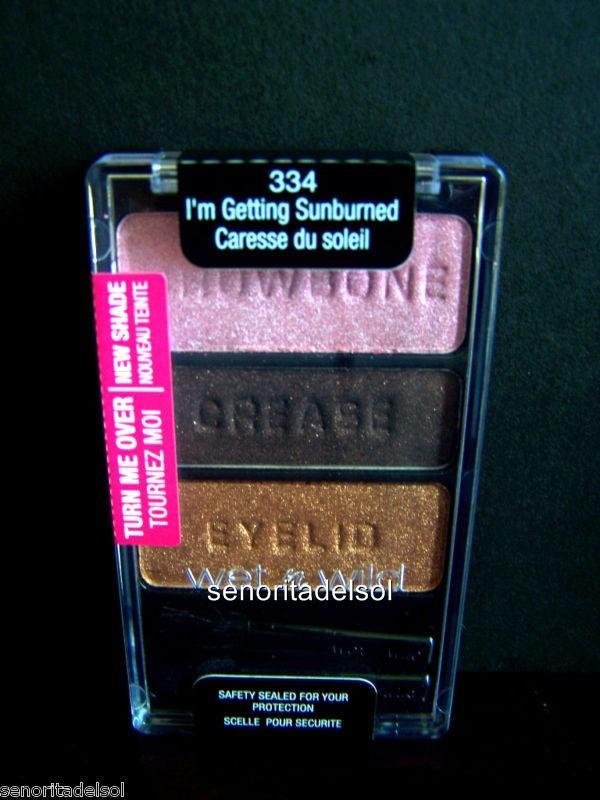 334
I'm Getting Sunburned
Caresse du soleil
BROWBONE
TURN ME OVER | NEW SHADE
TOURNEZ MOI | NOUVEAU TEINTE
CREASE
EYELID
wet n wild
senoritadelsol
SAFETY SEALED FOR YOUR
PROTECTION
SCELLE POUR SECURITE
senoritadelsol